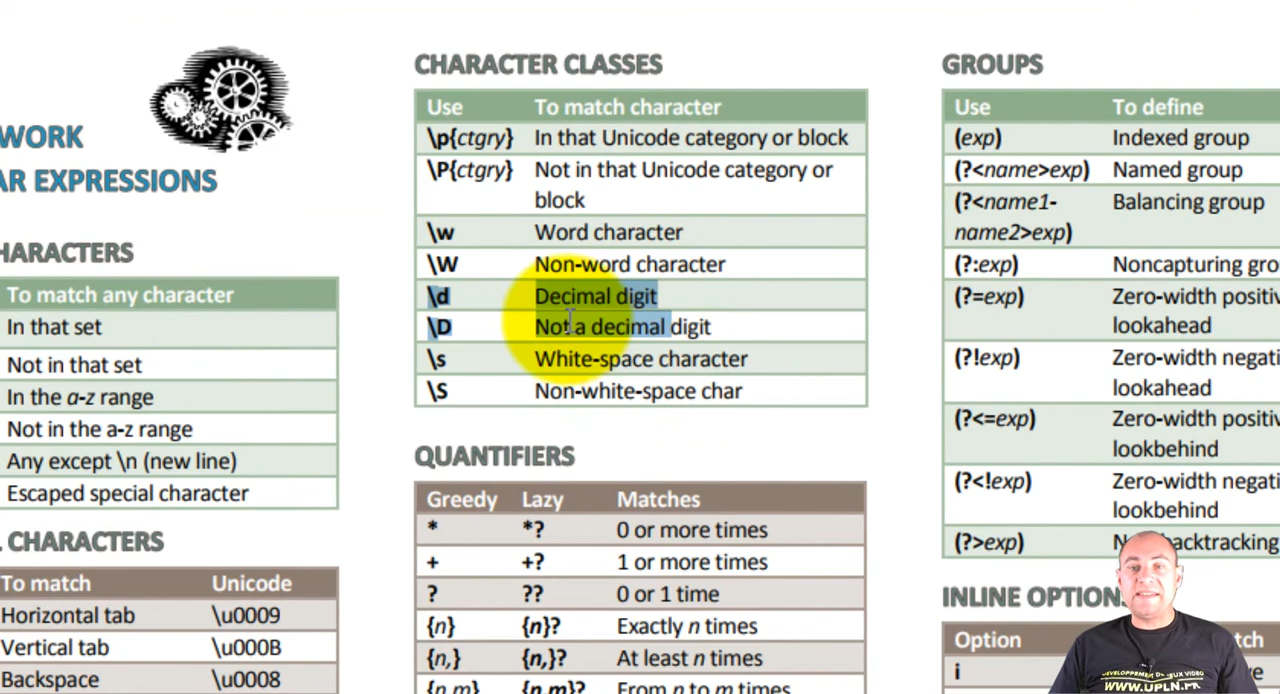 WORK
AR EXPRESSIONS
HARACTERS
To match any character
In that set
Not in that set
In the a-z range
Not in the a-z range
Any except \n (new line)
Escaped special character
CHARACTERS
To match Unicode
Horizontal tab \u0009
Vertical tab \u000B
Backspace \u0008
CHARACTER CLASSES
Use To match character
\p{ctgry} In that Unicode category or block
\P{ctgry} Not in that Unicode category or
block
\w Word character
\W Non-word character
\d Decimal digit
\D Not a decimal digit
\s White-space character
\S Non-white-space char
QUANTIFIERS
Greedy Lazy Matches
* *? 0 or more times
+ +? 1 or more times
? ?? 0 or 1 time
{n} {n}? Exactly n times
{n,} {n,}? At least n times
{n,m} {n,m}? From n to m times
GROUPS
Use To define
(exp) Indexed group
(?<name>exp) Named group
(?<name1-
name2>exp) Balancing group
(?:exp) Noncapturing gro
(?=exp) Zero-width positiv
lookahead
(?!exp) Zero-width negati
lookahead
(?<=exp) Zero-width positiv
lookbehind
(?<!exp) Zero-width negati
lookbehind
(?>exp) backtracking
INLINE OPTION
Option tch
i ve
DEVELOPPEMENT DE JEUX VIDEO
WWW.UPLN.FR